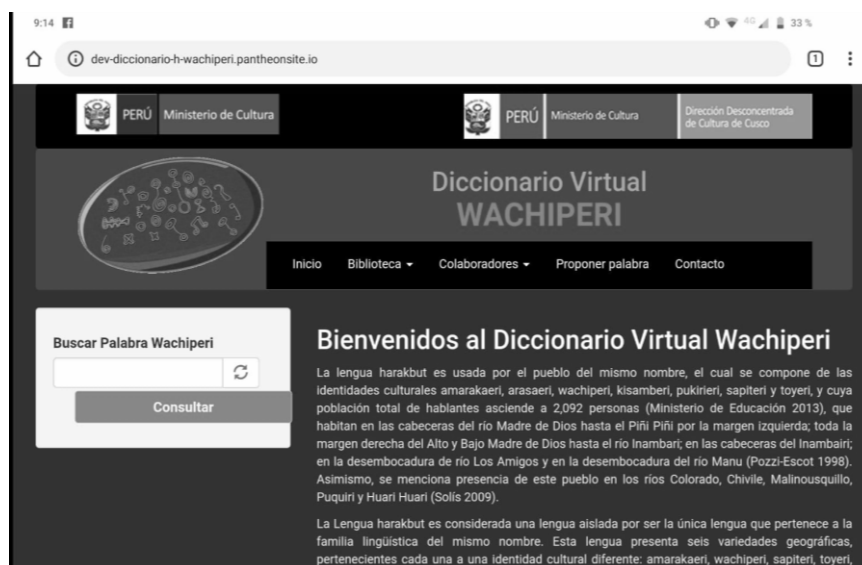 9:14
4G
33 %
dev-diccionario-h-wachiperi.pantheonsite.io
1
PERÚ Ministerio de Cultura
PERÚ Ministerio de Cultura Dirección Desconcentrada
de Cultura de Cusco
Diccionario Virtual
WACHIPERI
Inicio Biblioteca Colaboradores Proponer palabra Contacto
Buscar Palabra Wachiperi
Consultar
Bienvenidos al Diccionario Virtual Wachiperi
La lengua harakbut es usada por el pueblo del mismo nombre, el cual se compone de las
identidades culturales amarakaeri, arasaeri, wachiperi, kisamberi, pukirieri, sapiteri y toyeri, y cuya
población total de hablantes asciende a 2,092 personas (Ministerio de Educación 2013), que
habitan en las cabeceras del río Madre de Dios hasta el Piñi Piñi por la margen izquierda; toda la
margen derecha del Alto y Bajo Madre de Dios hasta el río Inambari; en las cabeceras del Inambairi;
en la desembocadura de río Los Amigos y en la desembocadura del río Manu (Pozzi-Escot 1998).
Asimismo, se menciona presencia de este pueblo en los ríos Colorado, Chivile, Malinousquillo,
Puquiri y Huari Huari (Solís 2009).
La Lengua harakbut es considerada una lengua aislada por ser la única lengua que pertenece a la
familia lingüística del mismo nombre. Esta lengua presenta seis variedades geográficas,
pertenecientes cada una a una identidad cultural diferente: amarakaeri, wachiperi, sapiteri, toyeri,